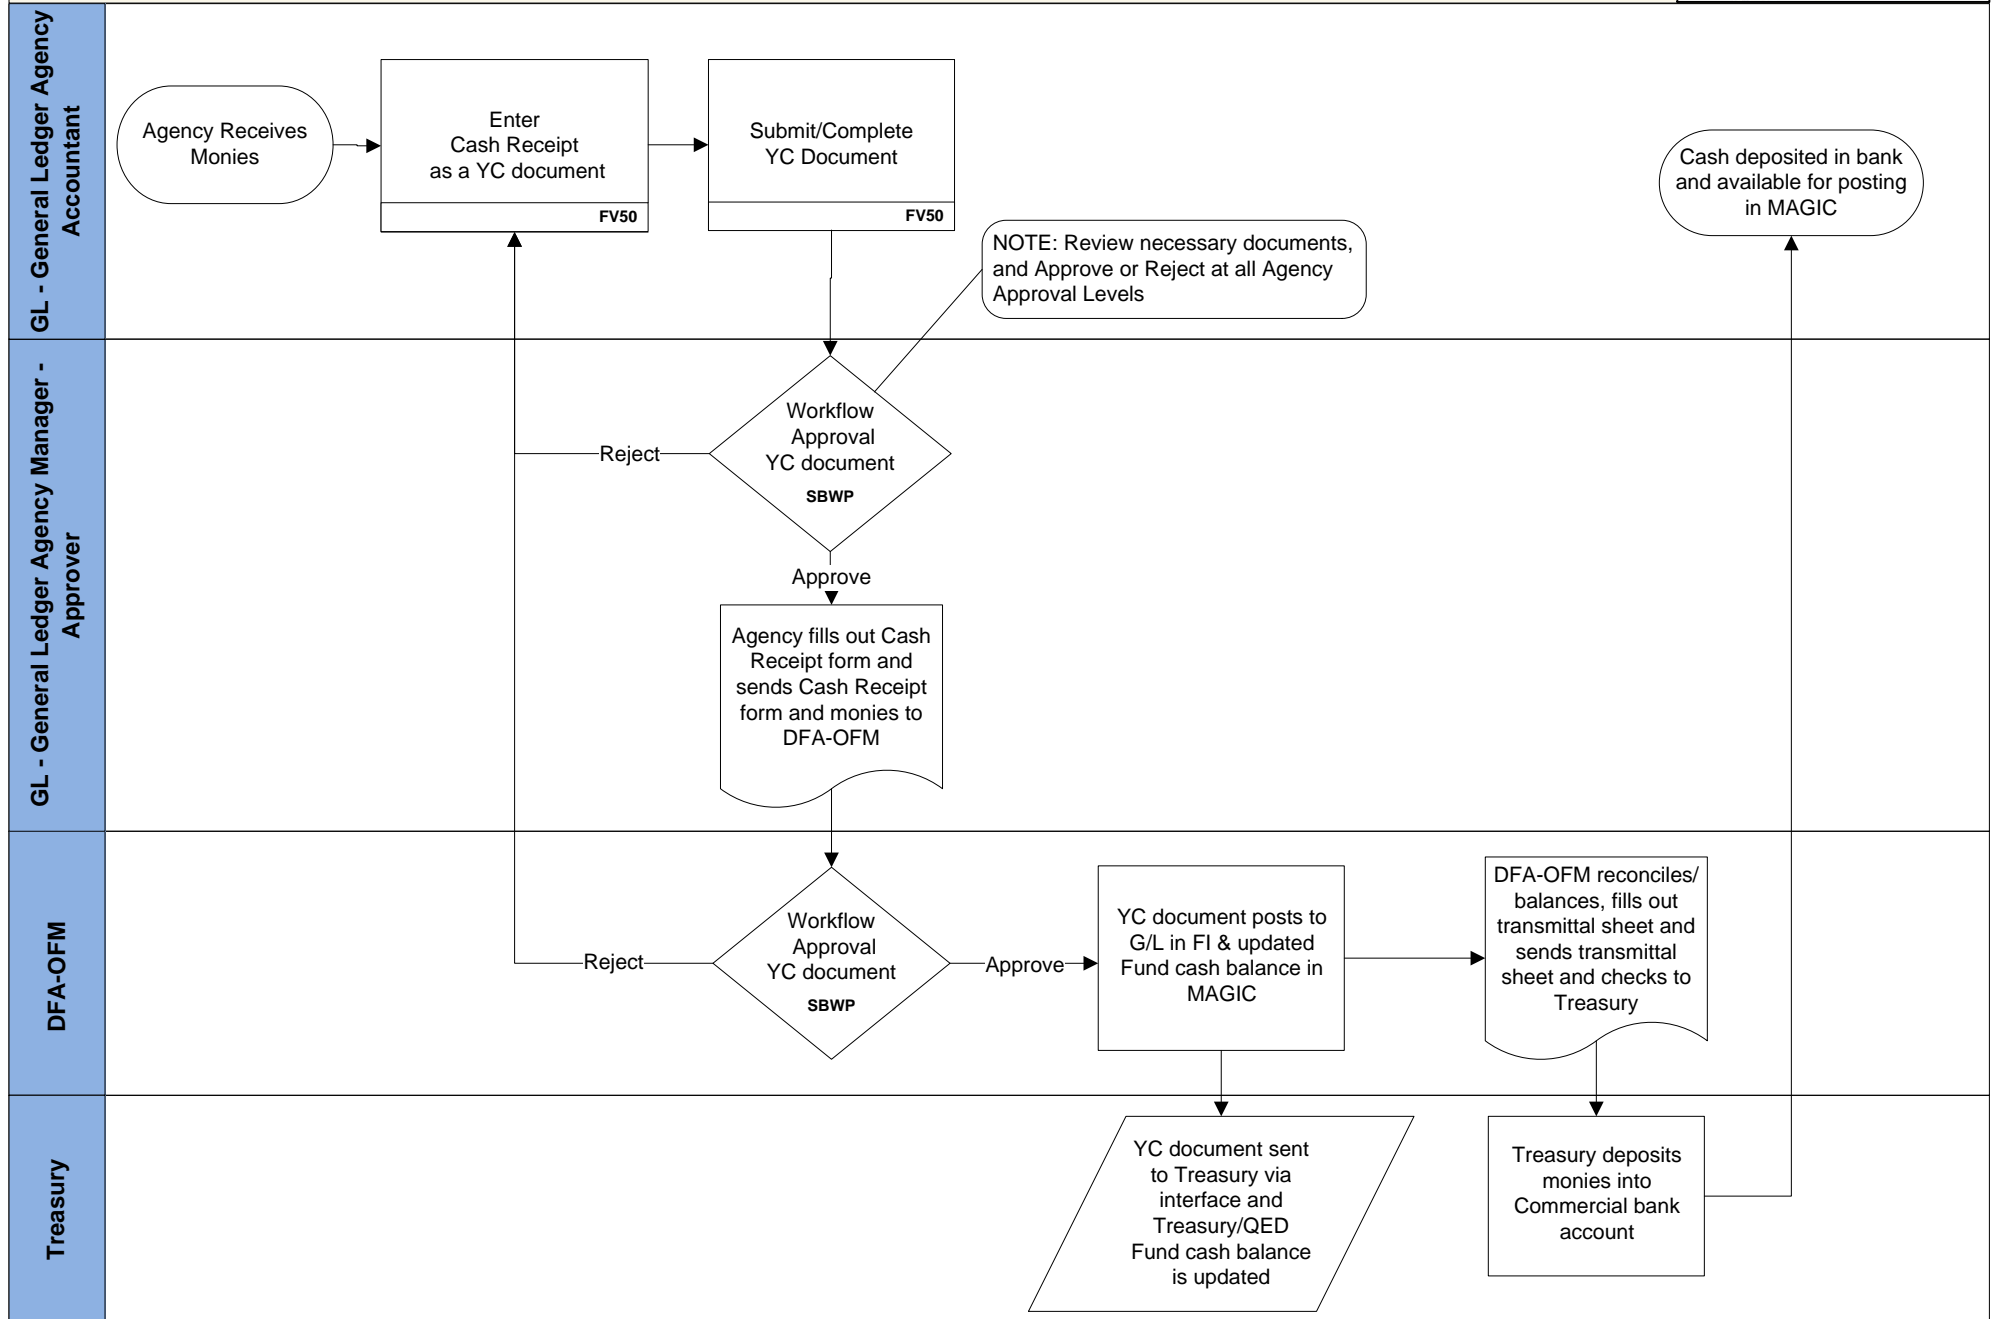 GL - General Ledger Agency
Accountant
Agency Receives
Monies
Enter
Cash Receipt
as a YC document
FV50
Submit/Complete
YC Document
FV50
NOTE: Review necessary documents,
and Approve or Reject at all Agency
Approval Levels
Cash deposited in bank
and available for posting
in MAGIC
GL - General Ledger Agency Manager -
Approver
Workflow
Approval
YC document
SBWP
Reject
Approve
Agency fills out Cash
Receipt form and
sends Cash Receipt
form and monies to
DFA-OFM
DFA-OFM
Workflow
Approval
YC document
SBWP
Reject
Approve
YC document posts to
G/L in FI & updated
Fund cash balance in
MAGIC
DFA-OFM reconciles/
balances, fills out
transmittal sheet and
sends transmittal
sheet and checks to
Treasury
Treasury
YC document sent
to Treasury via
interface and
Treasury/QED
Fund cash balance
is updated
Treasury deposits
monies into
Commercial bank
account